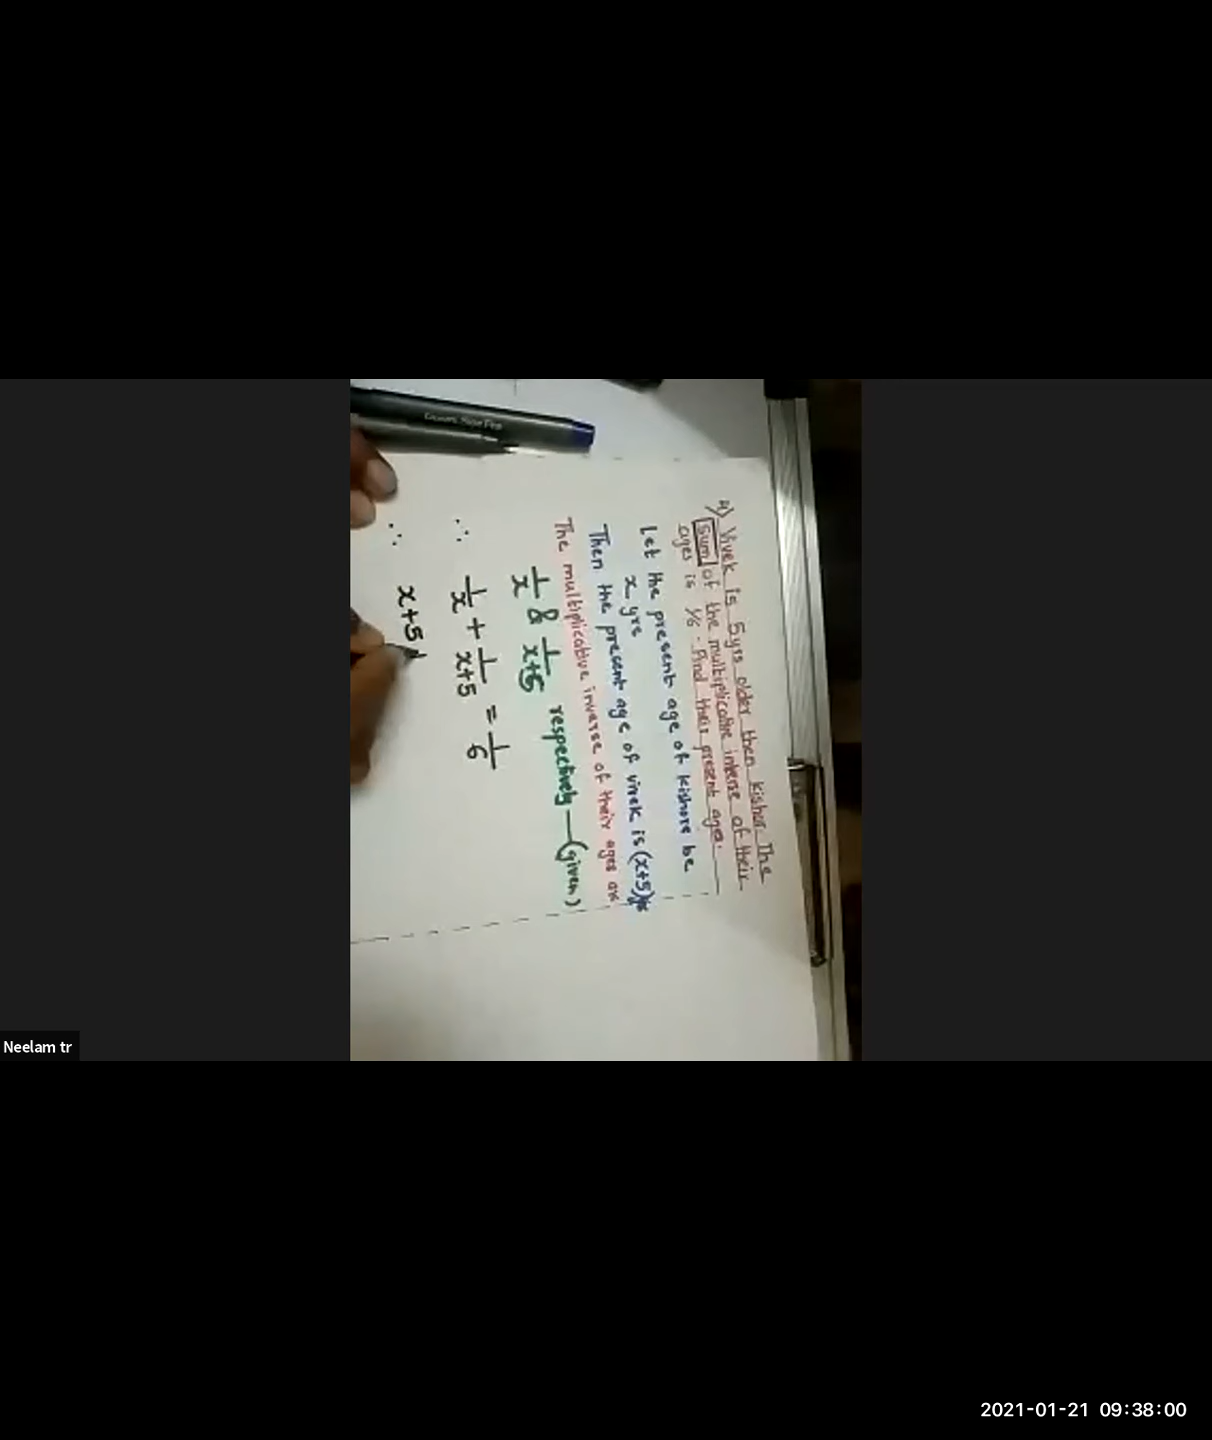 4) Vivek is 5yrs older then kishor. The
sum of the multiplicative inverse of their
ages is 1/6. Find their present ages.
Let the present age of kishore be
x yrs
Then the present age of vivek is (x+5)yrs
The multiplicative inverse of their ages are
1/x & 1/x+5 respectively — (given)
∴ 1/x + 1/x+5 = 1/6
∴ x+5+
Neelam tr
2021-01-21 09:38:00